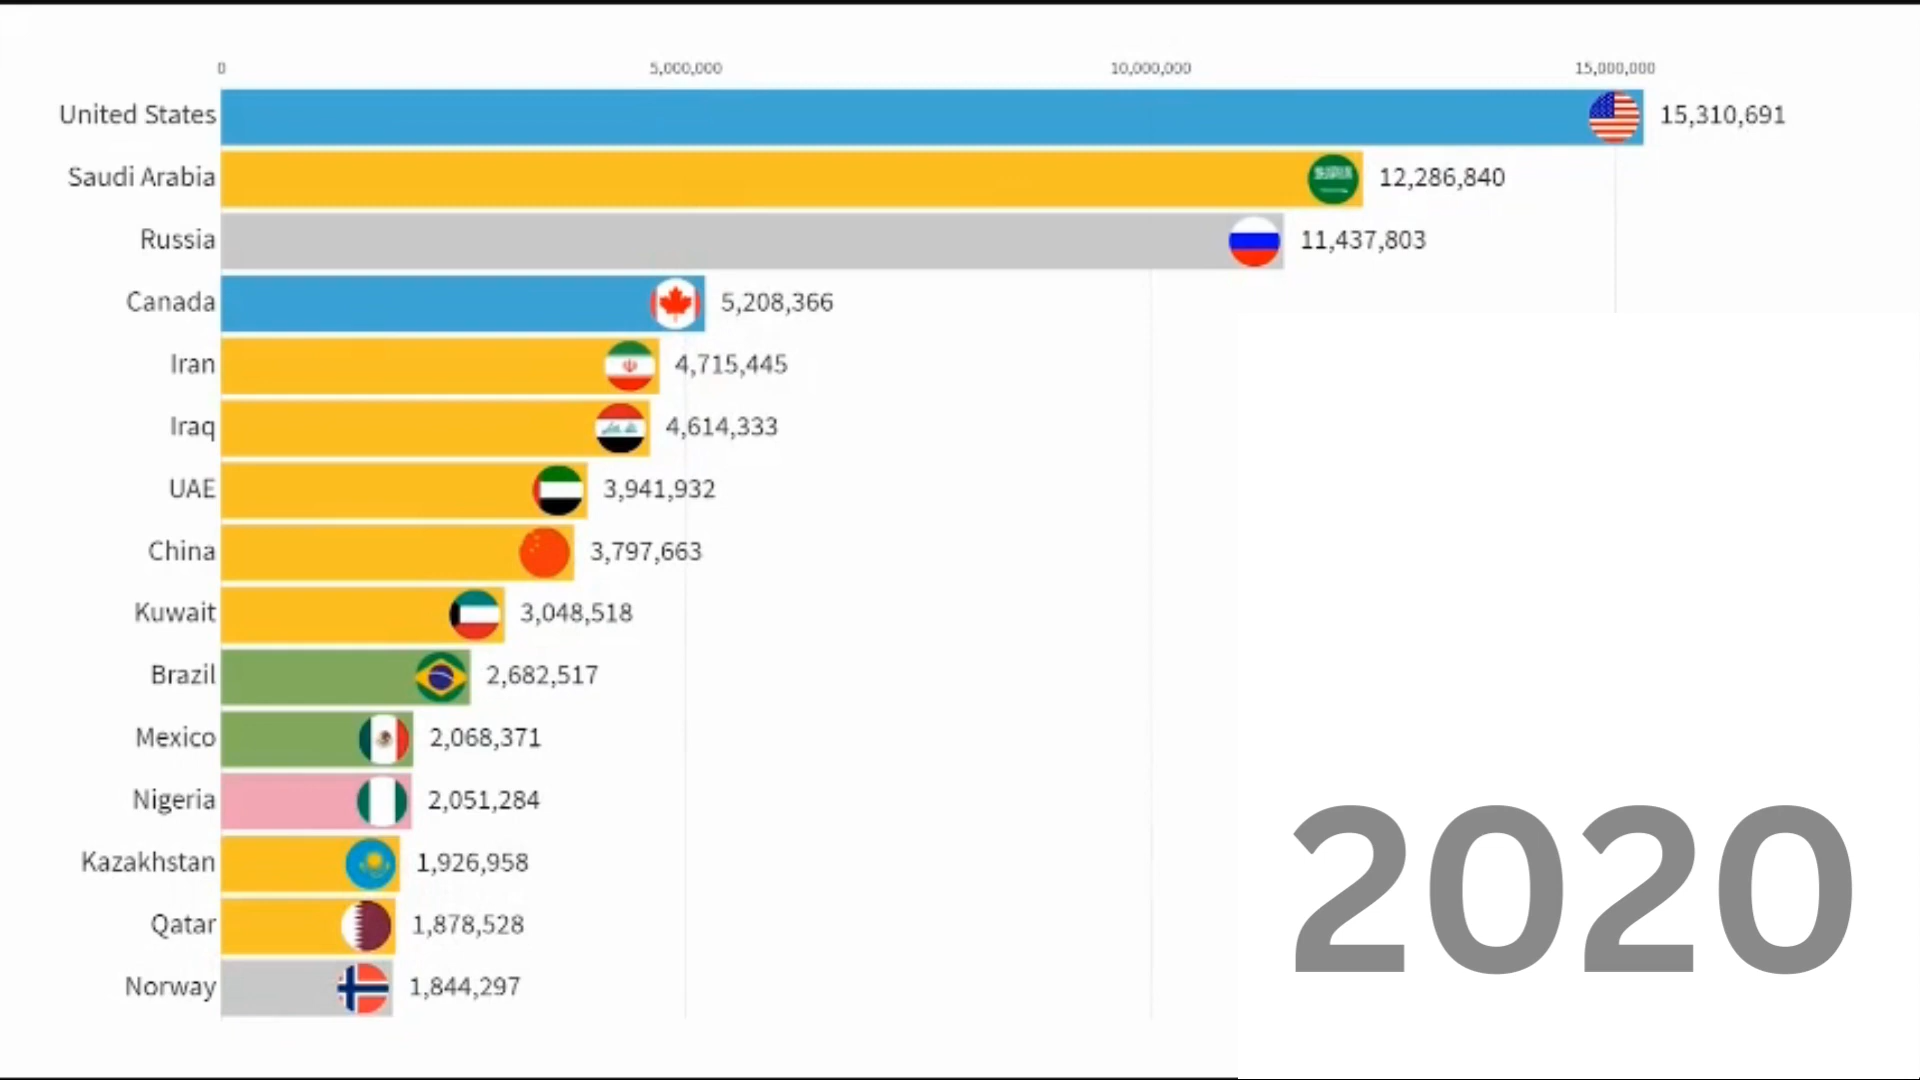 0 5,000,000 10,000,000 15,000,000
United States 15,310,691
Saudi Arabia 12,286,840
Russia 11,437,803
Canada 5,208,366
Iran 4,715,445
Iraq 4,614,333
UAE 3,941,932
China 3,797,663
Kuwait 3,048,518
Brazil 2,682,517
Mexico 2,068,371
Nigeria 2,051,284
Kazakhstan 1,926,958
Qatar 1,878,528
Norway 1,844,297
2020